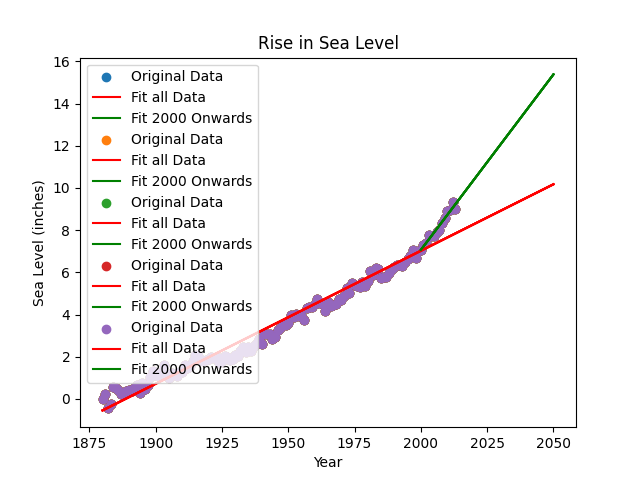 Rise in Sea Level
Sea Level (inches)
16
14
12
10
8
6
4
2
0
Original Data
Fit all Data
Fit 2000 Onwards
Original Data
Fit all Data
Fit 2000 Onwards
Original Data
Fit all Data
Fit 2000 Onwards
Original Data
Fit all Data
Fit 2000 Onwards
Original Data
Fit all Data
Fit 2000 Onwards
1875 1900 1925 1950 1975 2000 2025 2050
Year